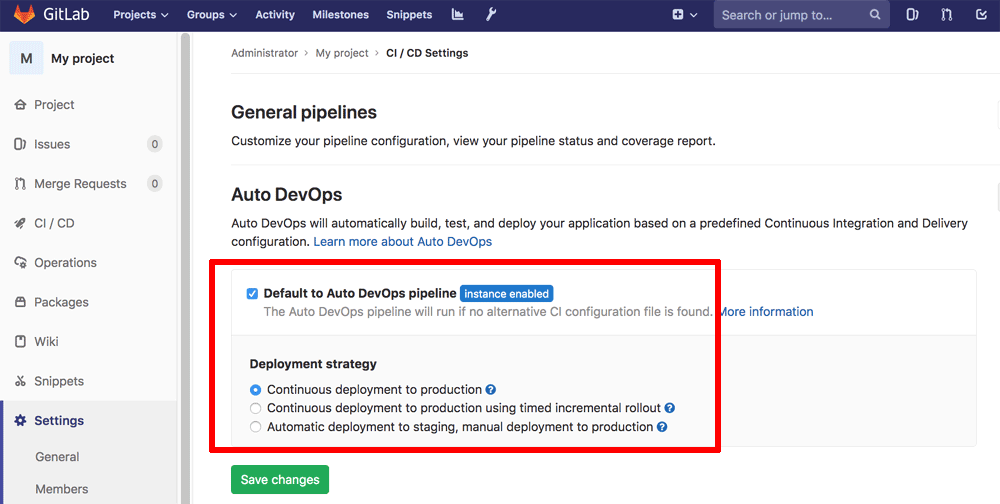 GitLab Projects Groups Activity Milestones Snippets Search or jump to...
M My project
Administrator > My project > CI / CD Settings
Project
Issues 0
Merge Requests 0
CI / CD
Operations
Packages
Wiki
Snippets
Settings
General
Members
General pipelines
Customize your pipeline configuration, view your pipeline status and coverage report.
Auto DevOps
Auto DevOps will automatically build, test, and deploy your application based on a predefined Continuous Integration and Delivery
configuration. Learn more about Auto DevOps
Default to Auto DevOps pipeline instance enabled
The Auto DevOps pipeline will run if no alternative CI configuration file is found. More information
Deployment strategy
Continuous deployment to production ?
Continuous deployment to production using timed incremental rollout ?
Automatic deployment to staging, manual deployment to production ?
Save changes